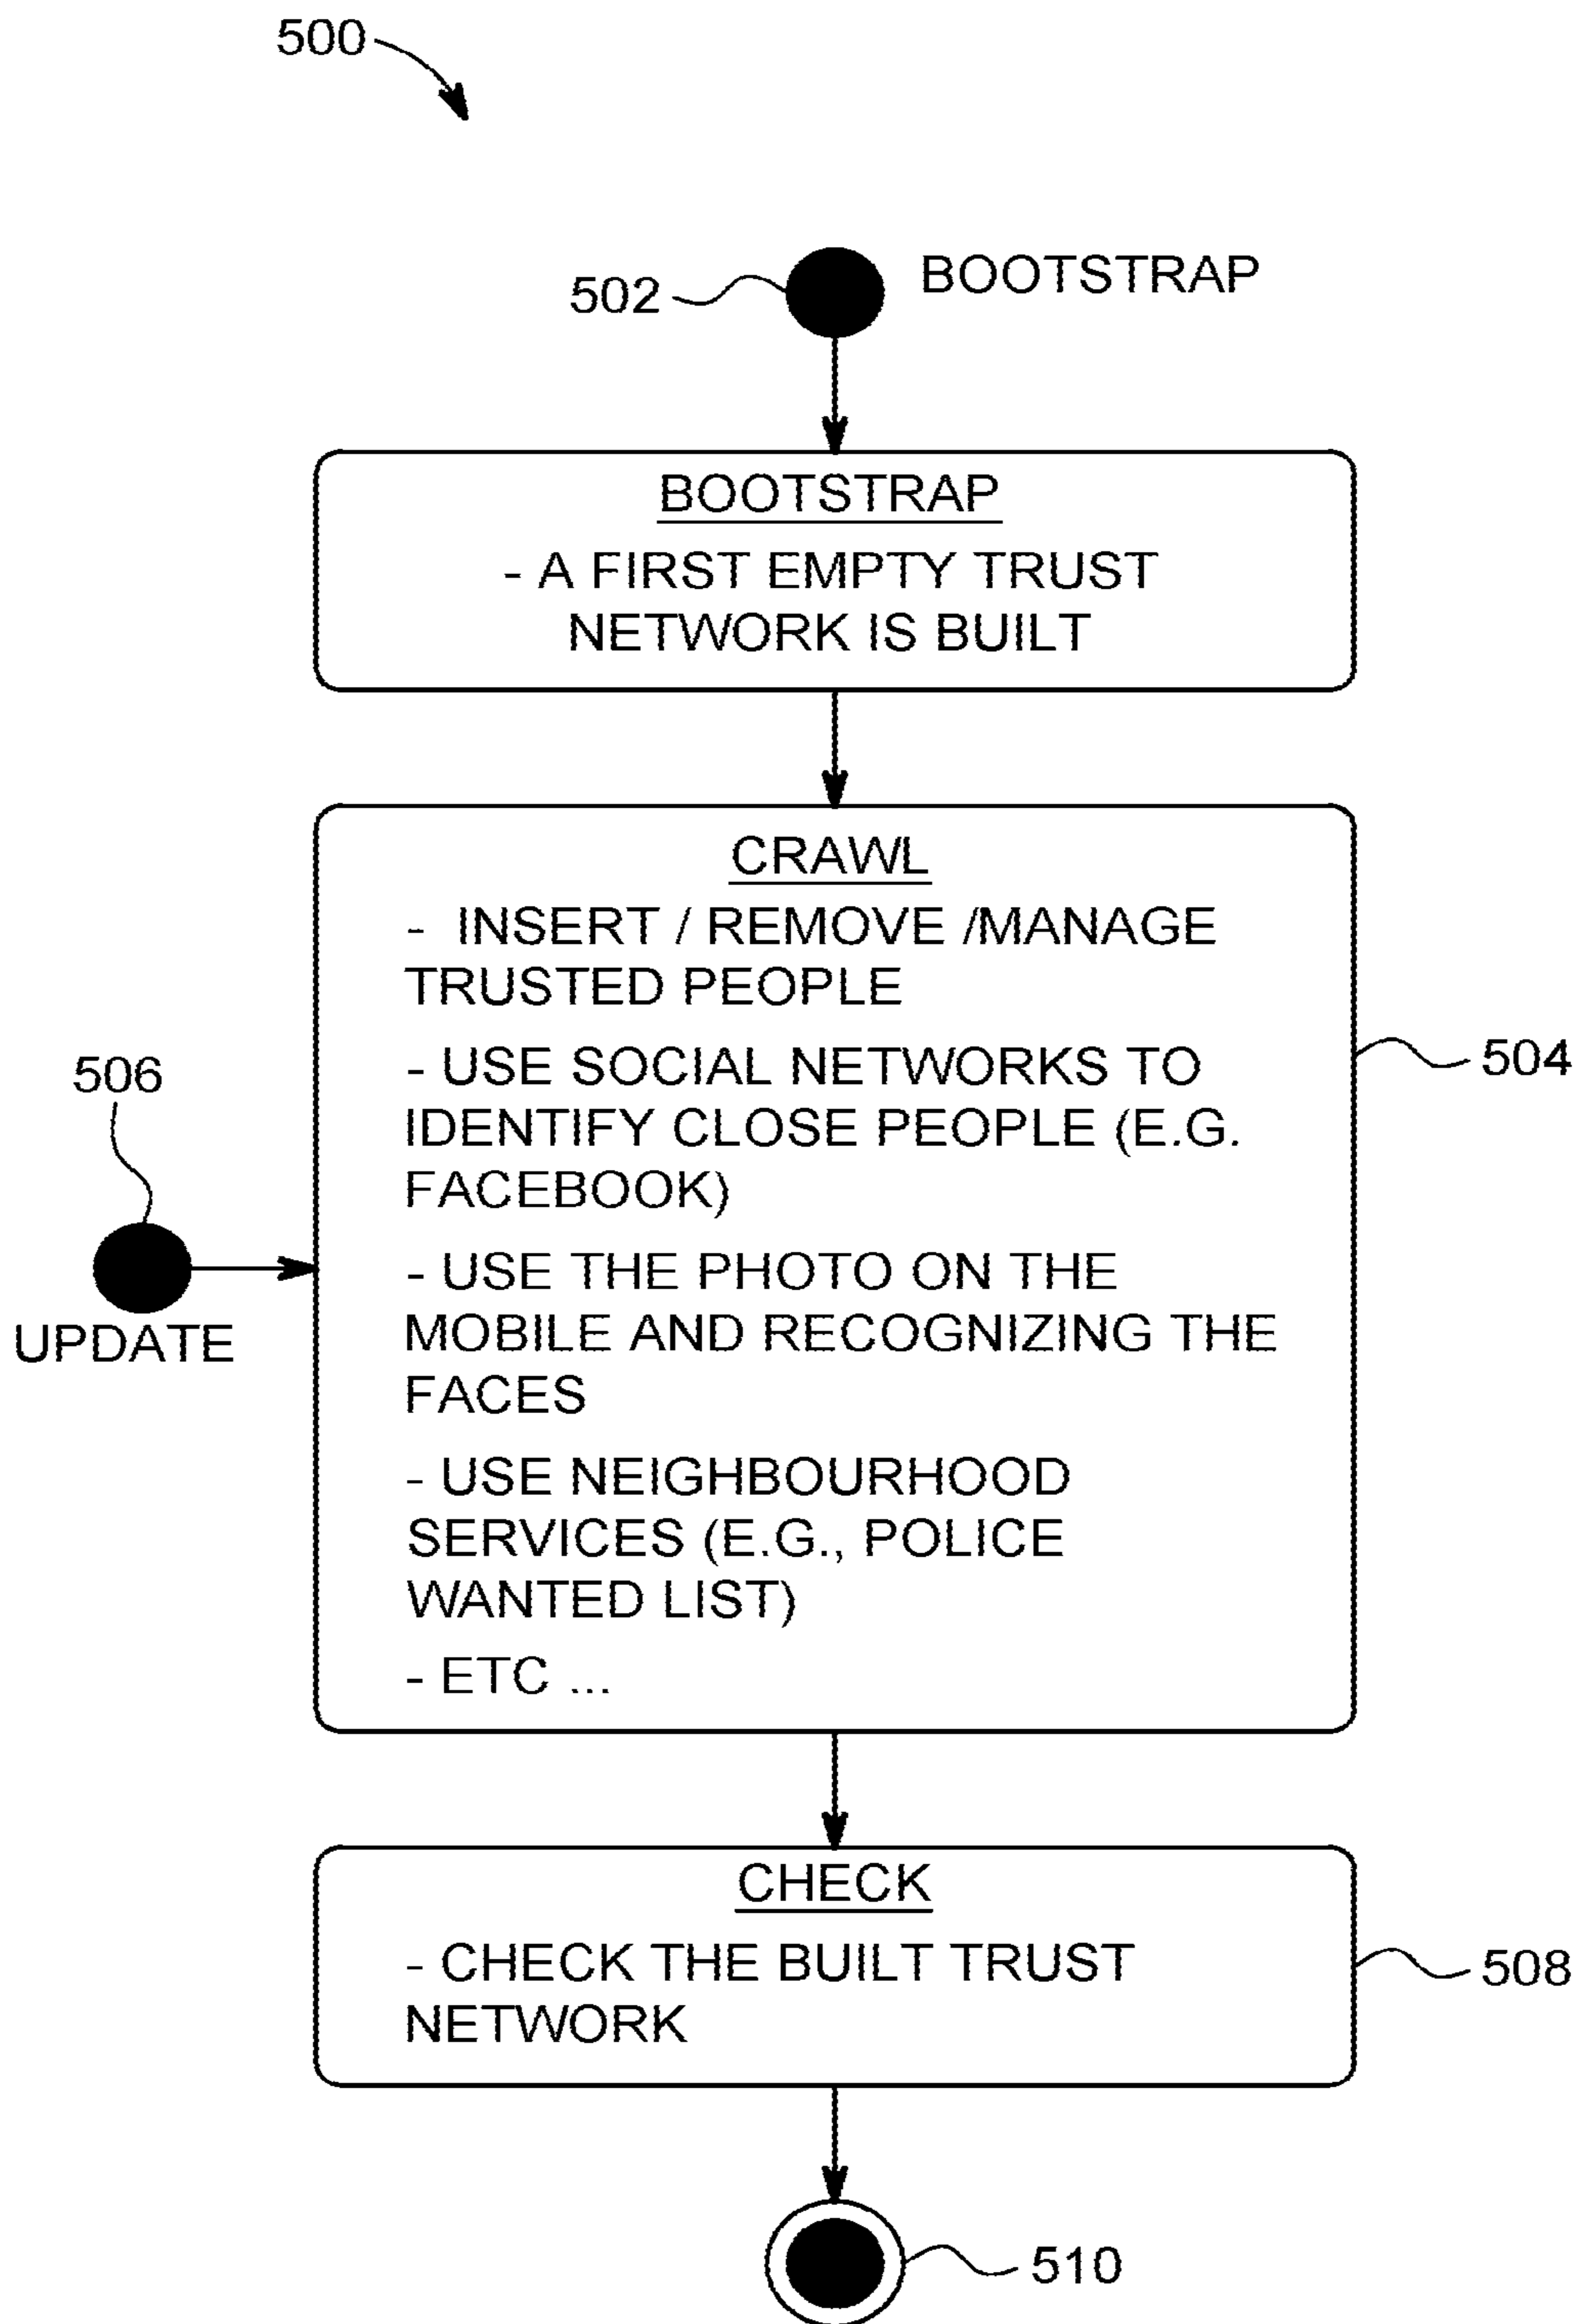 500
502
BOOTSTRAP
BOOTSTRAP
- A FIRST EMPTY TRUST
NETWORK IS BUILT
CRAWL
- INSERT / REMOVE /MANAGE
TRUSTED PEOPLE
- USE SOCIAL NETWORKS TO
IDENTIFY CLOSE PEOPLE (E.G.
FACEBOOK)
- USE THE PHOTO ON THE
MOBILE AND RECOGNIZING THE
FACES
- USE NEIGHBOURHOOD
SERVICES (E.G., POLICE
WANTED LIST)
- ETC ...
504
506
UPDATE
CHECK
- CHECK THE BUILT TRUST
NETWORK
508
510